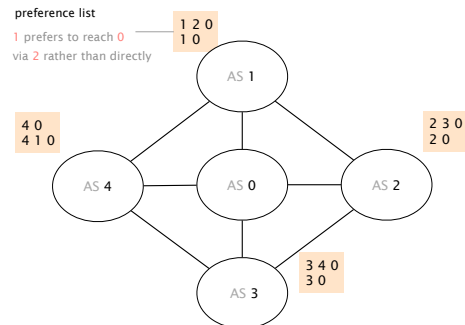 preference list
1 prefers to reach 0
via 2 rather than directly
1 2 0
1 0
AS 1
4 0
4 1 0
2 3 0
2 0
AS 4
AS 0
AS 2
3 4 0
3 0
AS 3